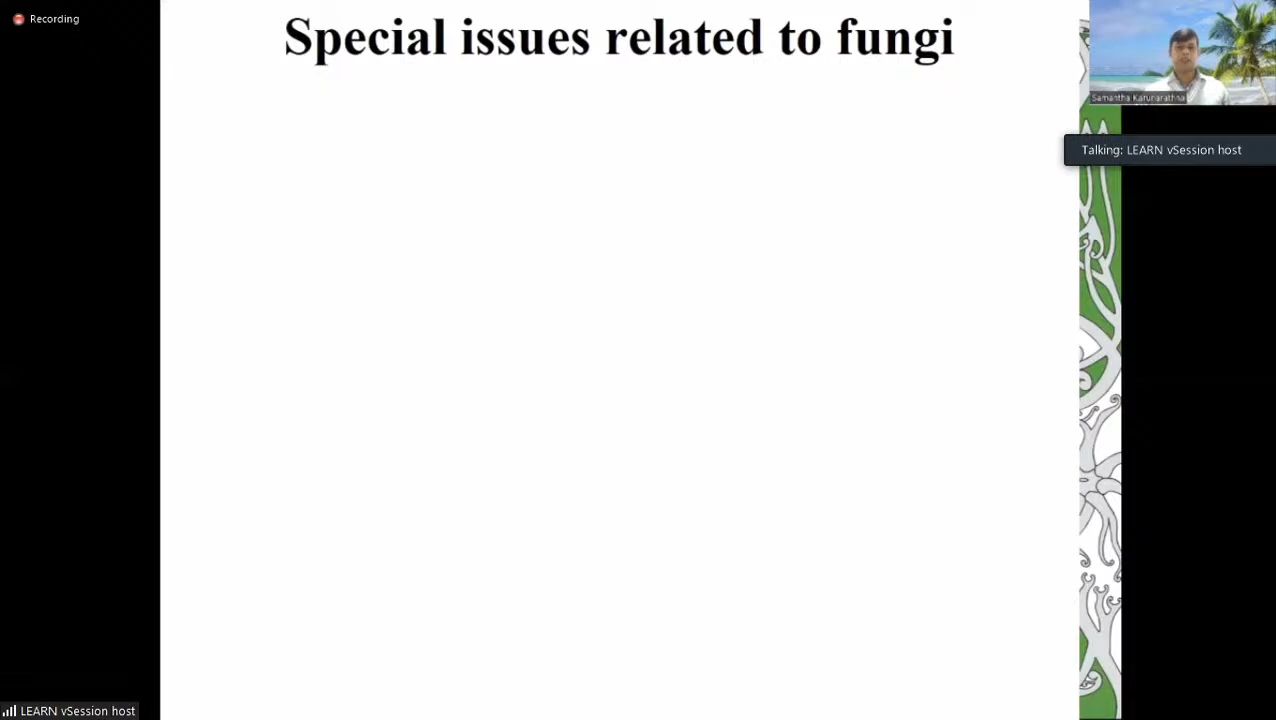 Recording
Special issues related to fungi
Samantha Karunarathna
Talking: LEARN vSession host
LEARN vSession host